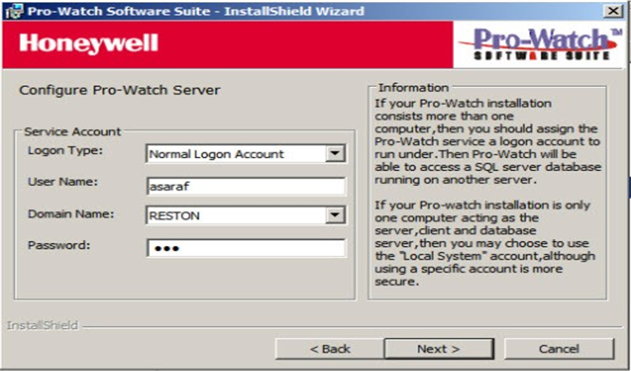 Pro-Watch Software Suite - InstallShield Wizard
Honeywell
Pro-Watch™
SOFTWARE SUITE
Configure Pro-Watch Server
Service Account
Logon Type:
Normal Logon Account
User Name:
asaraf
Domain Name:
RESTON
Password:
●●●
Information
If your Pro-Watch installation
consists more than one
computer,then you should assign the
Pro-Watch service a logon account to
run under.Then Pro-Watch will be
able to access a SQL server database
running on another server.
If your Pro-watch installation is only
one computer acting as the
server,client and database
server,then you may choose to use
the "Local System" account,although
using a specific account is more
secure.
InstallShield
< Back
Next >
Cancel